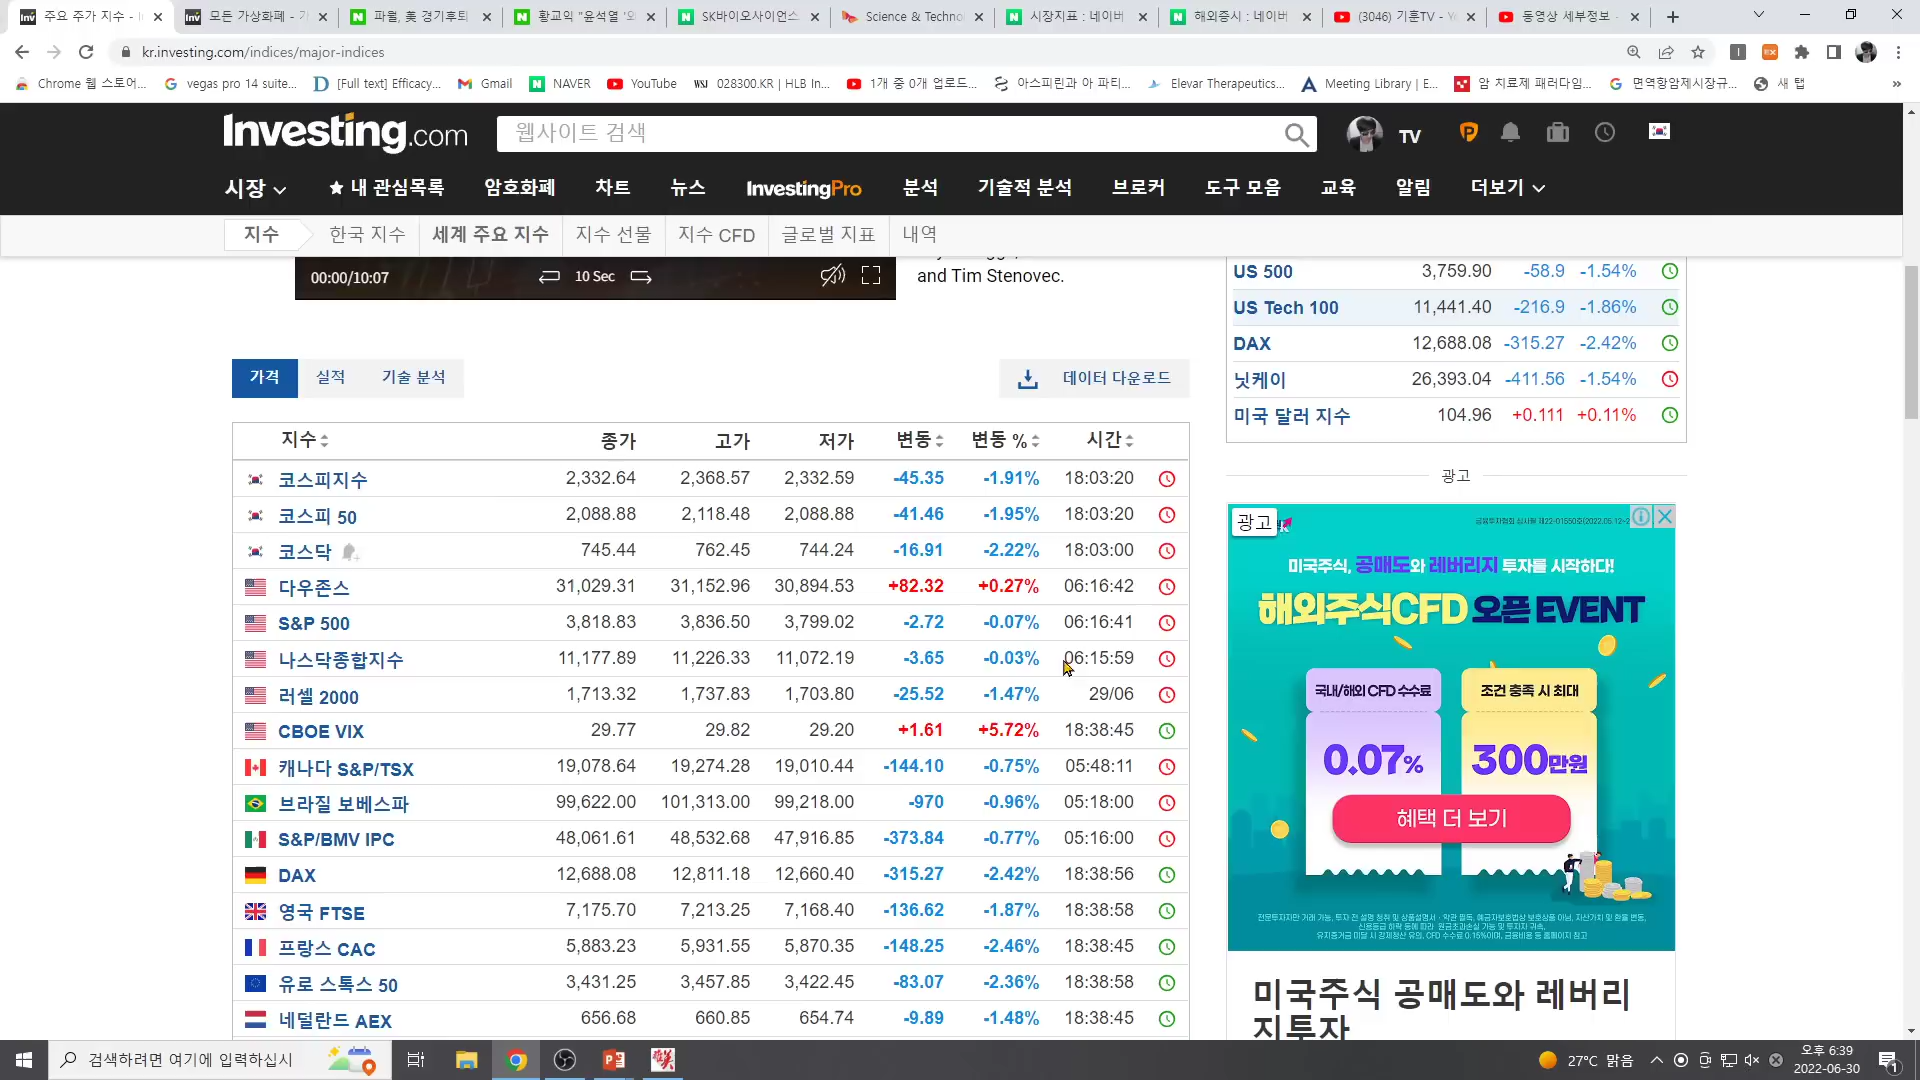 주요 주가 지수 - I
모든 가상화폐 - 기
파월, 美 경기후퇴
황교익 "윤석열 '외
SK바이오사이언스
Science & Techno
시장지표 : 네이버
해외증시 : 네이버
(3046) 기훈TV - Y
동영상 세부정보 -
kr.investing.com/indices/major-indices
Chrome 웹 스토어...
vegas pro 14 suite...
[Full text] Efficacy...
Gmail
NAVER
YouTube
WSJ 028300.KR | HLB In...
1개 중 0개 업로드...
아스피린과 아 파티...
Elevar Therapeutics...
Meeting Library | E...
암 치료제 패러다임...
면역항암제시장규...
새 탭
»
Investing.com
웹사이트 검색
TV
시장
내 관심목록
암호화폐
차트
뉴스
InvestingPro
분석
기술적 분석
브로커
도구 모음
교육
알림
더보기
지수
한국 지수
세계 주요 지수
지수 선물
지수 CFD
글로벌 지표
내역
00:00/10:07
10 Sec
and Tim Stenovec.
US 500 3,759.90 -58.9 -1.54%
US Tech 100 11,441.40 -216.9 -1.86%
DAX 12,688.08 -315.27 -2.42%
닛케이 26,393.04 -411.56 -1.54%
미국 달러 지수 104.96 +0.111 +0.11%
가격 실적 기술 분석
데이터 다운로드
지수 종가 고가 저가 변동 변동 % 시간
코스피지수 2,332.64 2,368.57 2,332.59 -45.35 -1.91% 18:03:20
코스피 50 2,088.88 2,118.48 2,088.88 -41.46 -1.95% 18:03:20
코스닥 745.44 762.45 744.24 -16.91 -2.22% 18:03:00
다우존스 31,029.31 31,152.96 30,894.53 +82.32 +0.27% 06:16:42
S&P 500 3,818.83 3,836.50 3,799.02 -2.72 -0.07% 06:16:41
나스닥종합지수 11,177.89 11,226.33 11,072.19 -3.65 -0.03% 06:15:59
러셀 2000 1,713.32 1,737.83 1,703.80 -25.52 -1.47% 29/06
CBOE VIX 29.77 29.82 29.20 +1.61 +5.72% 18:38:45
캐나다 S&P/TSX 19,078.64 19,274.28 19,010.44 -144.10 -0.75% 05:48:11
브라질 보베스파 99,622.00 101,313.00 99,218.00 -970 -0.96% 05:18:00
S&P/BMV IPC 48,061.61 48,532.68 47,916.85 -373.84 -0.77% 05:16:00
DAX 12,688.08 12,811.18 12,660.40 -315.27 -2.42% 18:38:56
영국 FTSE 7,175.70 7,213.25 7,168.40 -136.62 -1.87% 18:38:58
프랑스 CAC 5,883.23 5,931.55 5,870.35 -148.25 -2.46% 18:38:45
유로 스톡스 50 3,431.25 3,457.85 3,422.45 -83.07 -2.36% 18:38:58
네덜란드 AEX 656.68 660.85 654.74 -9.89 -1.48% 18:38:45
광고
광고
미국주식, 공매도와 레버리지 투자를 시작하다!
해외주식CFD 오픈 EVENT
국내/해외 CFD 수수료
0.07%
조건 충족 시 최대
300만원
혜택 더 보기
미국주식 공매도와 레버리
지투자
검색하려면 여기에 입력하십시
27°C 맑음
오후 6:39
2022-06-30
1